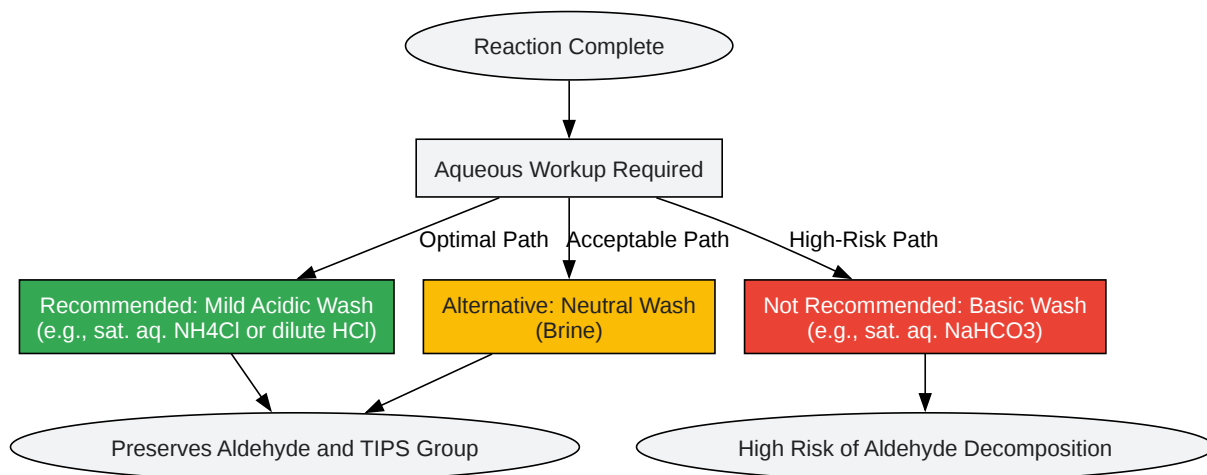 Reaction Complete
Aqueous Workup Required
Optimal Path
Acceptable Path
High-Risk Path
Recommended: Mild Acidic Wash
(e.g., sat. aq. NH4Cl or dilute HCl)
Alternative: Neutral Wash
(Brine)
Not Recommended: Basic Wash
(e.g., sat. aq. NaHCO3)
Preserves Aldehyde and TIPS Group
High Risk of Aldehyde Decomposition